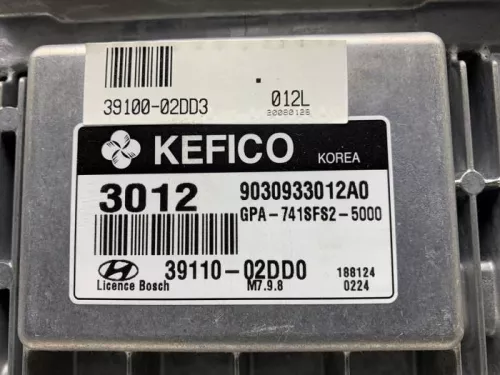 39100-02DD3 012L
30080128
KEFICO KOREA
3012 9030933012A0
GPA-741SFS2-5000
39110-02DD0 188124
Licence Bosch M7.9.8 0224